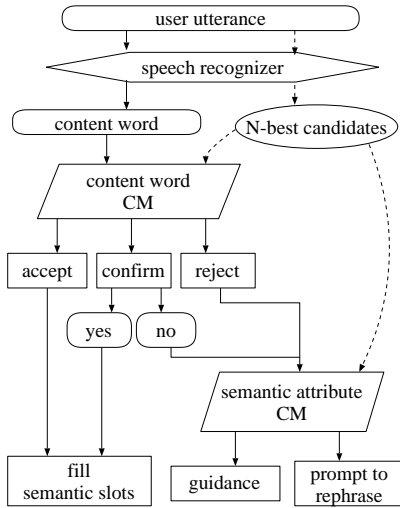 user utterance
speech recognizer
content word
N-best candidates
content word
CM
accept
confirm
reject
yes
no
semantic attribute
CM
fill
semantic slots
guidance
prompt to
rephrase